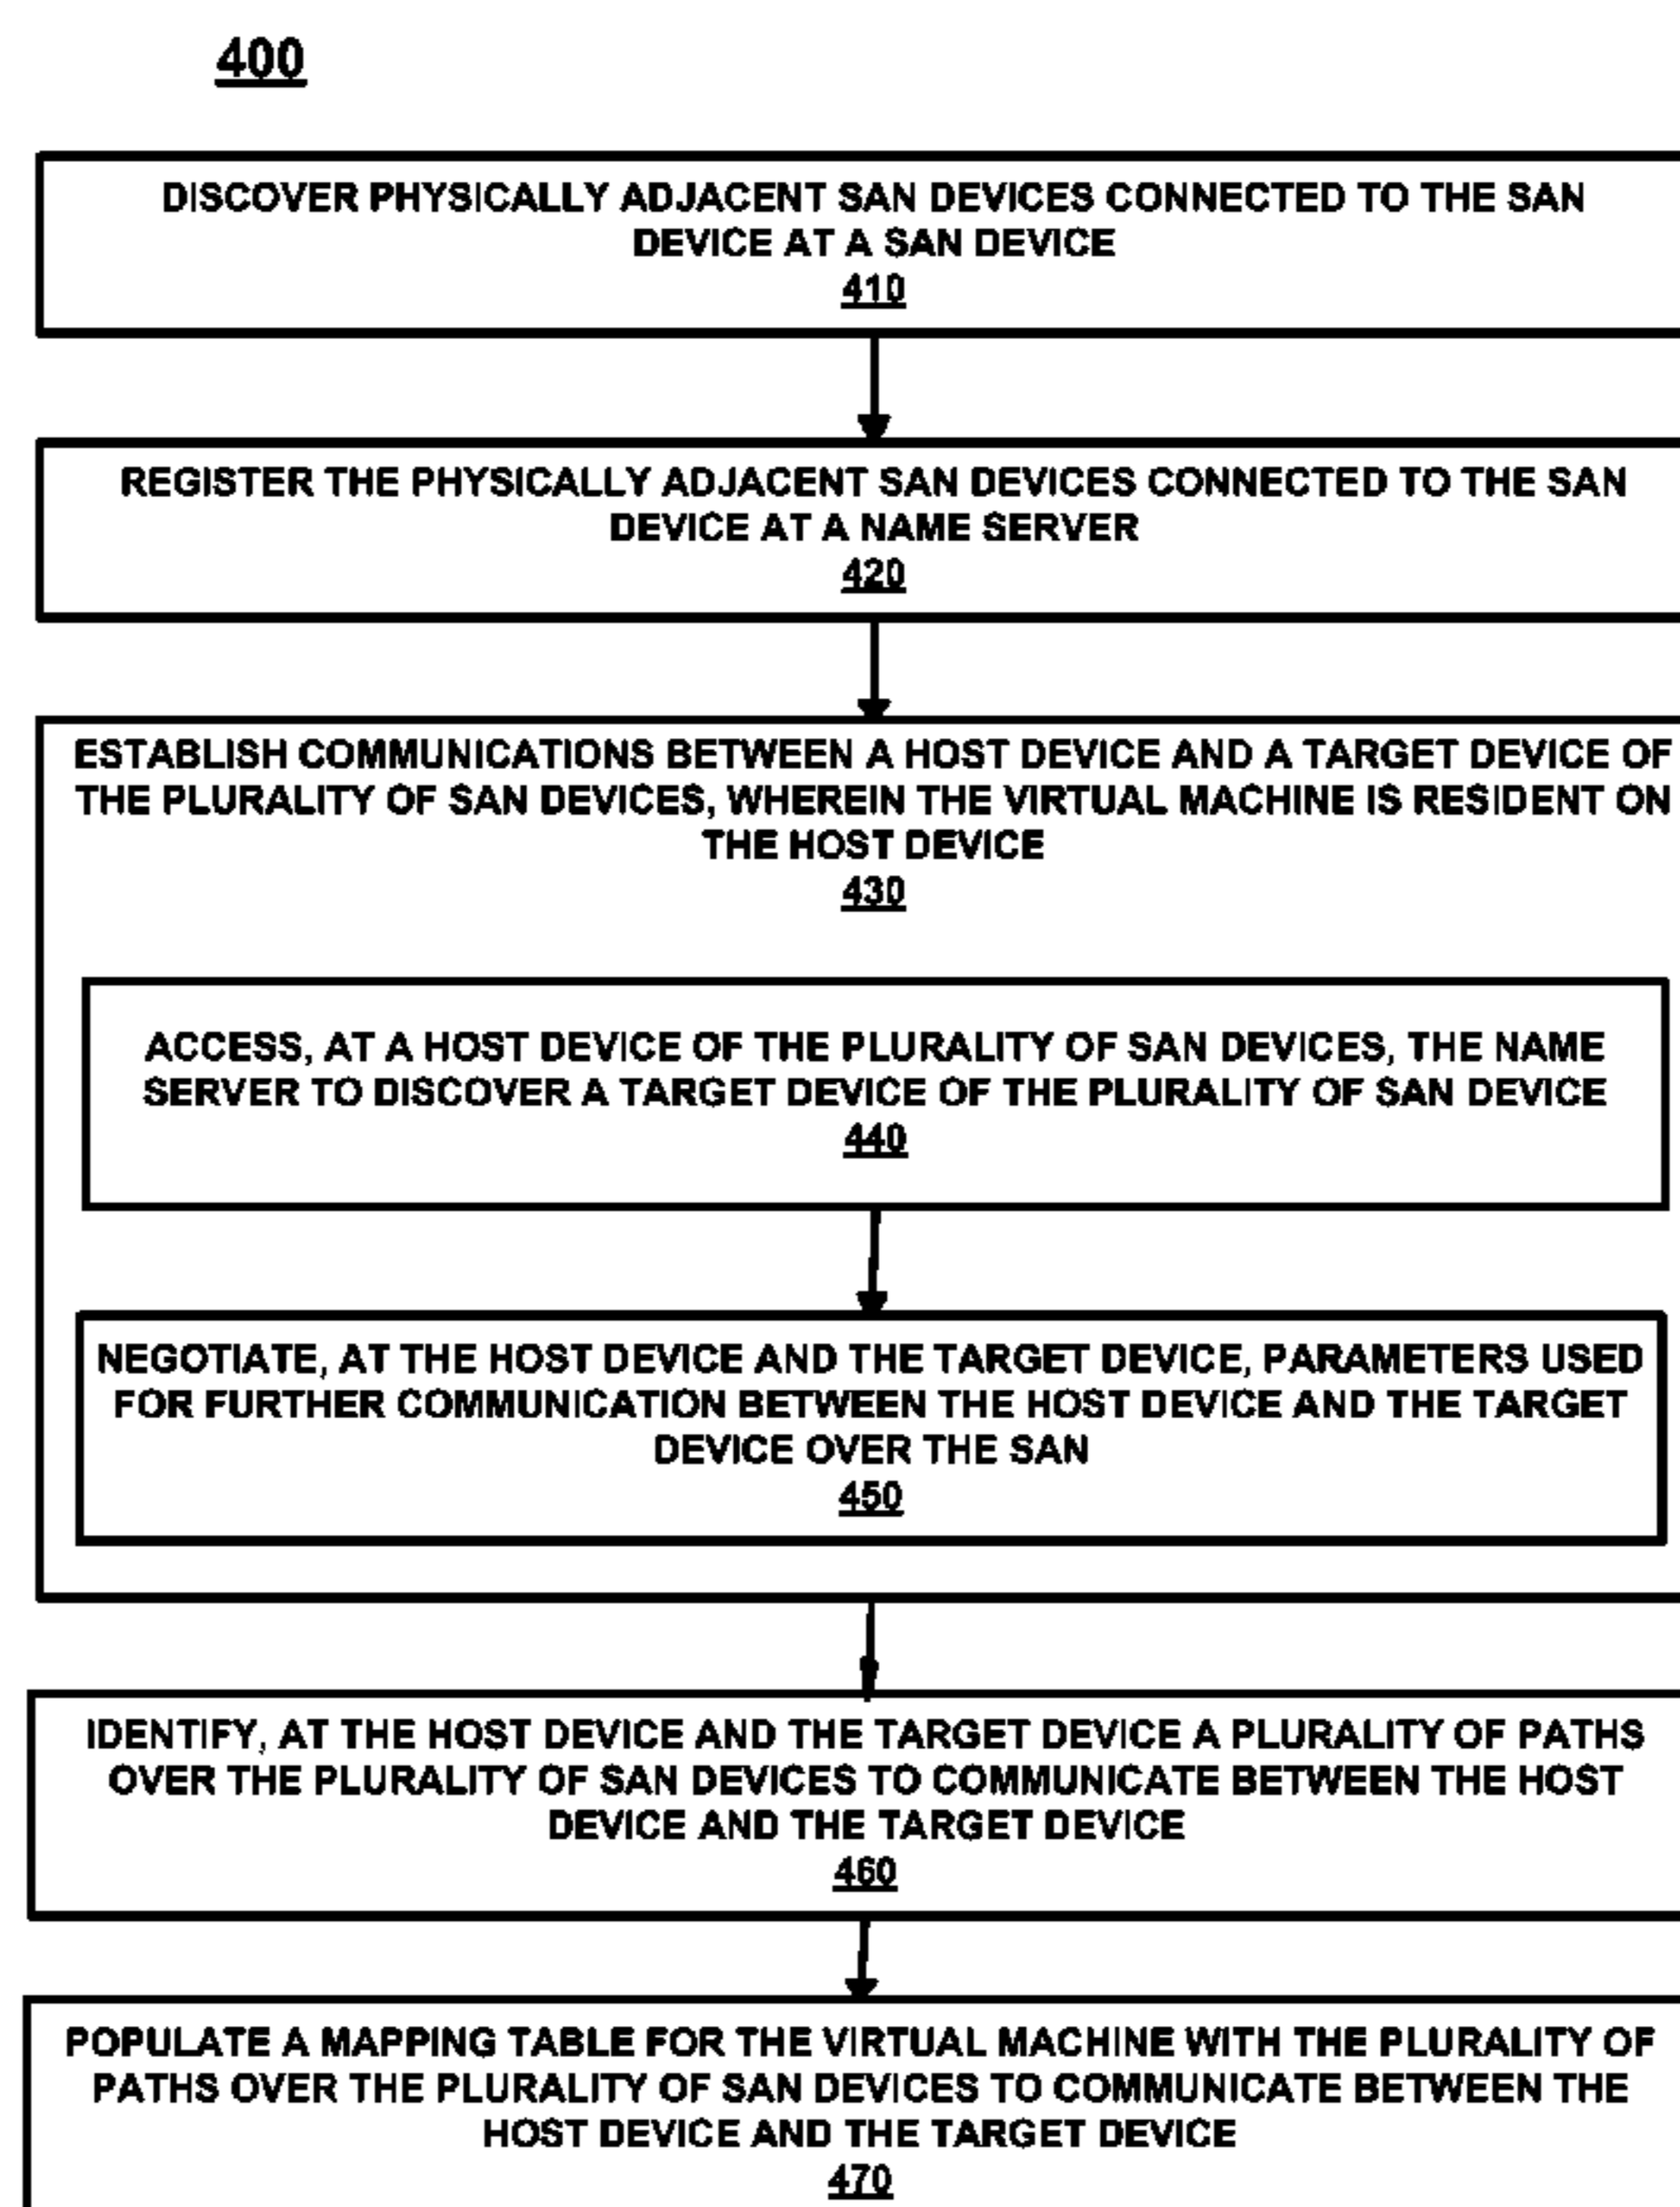 400
DISCOVER PHYSICALLY ADJACENT SAN DEVICES CONNECTED TO THE SAN
DEVICE AT A SAN DEVICE
410
REGISTER THE PHYSICALLY ADJACENT SAN DEVICES CONNECTED TO THE SAN
DEVICE AT A NAME SERVER
420
ESTABLISH COMMUNICATIONS BETWEEN A HOST DEVICE AND A TARGET DEVICE OF
THE PLURALITY OF SAN DEVICES, WHEREIN THE VIRTUAL MACHINE IS RESIDENT ON
THE HOST DEVICE
430
ACCESS, AT A HOST DEVICE OF THE PLURALITY OF SAN DEVICES, THE NAME
SERVER TO DISCOVER A TARGET DEVICE OF THE PLURALITY OF SAN DEVICE
440
NEGOTIATE, AT THE HOST DEVICE AND THE TARGET DEVICE, PARAMETERS USED
FOR FURTHER COMMUNICATION BETWEEN THE HOST DEVICE AND THE TARGET
DEVICE OVER THE SAN
450
IDENTIFY, AT THE HOST DEVICE AND THE TARGET DEVICE A PLURALITY OF PATHS
OVER THE PLURALITY OF SAN DEVICES TO COMMUNICATE BETWEEN THE HOST
DEVICE AND THE TARGET DEVICE
460
POPULATE A MAPPING TABLE FOR THE VIRTUAL MACHINE WITH THE PLURALITY OF
PATHS OVER THE PLURALITY OF SAN DEVICES TO COMMUNICATE BETWEEN THE
HOST DEVICE AND THE TARGET DEVICE
470